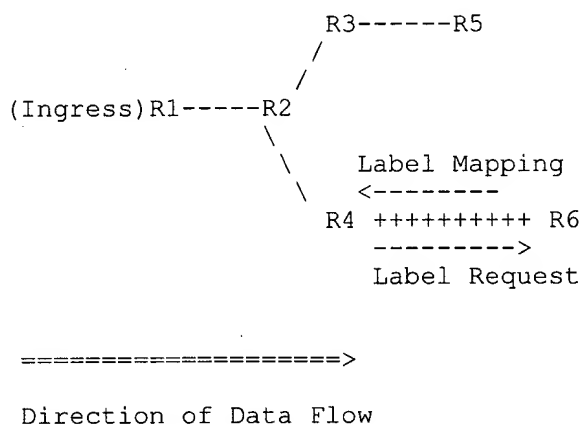 R3------R5
(Ingress)R1-----R2
Label Mapping
<--------
R4 ++++++++++ R6
--------->
Label Request
====================>
Direction of Data Flow